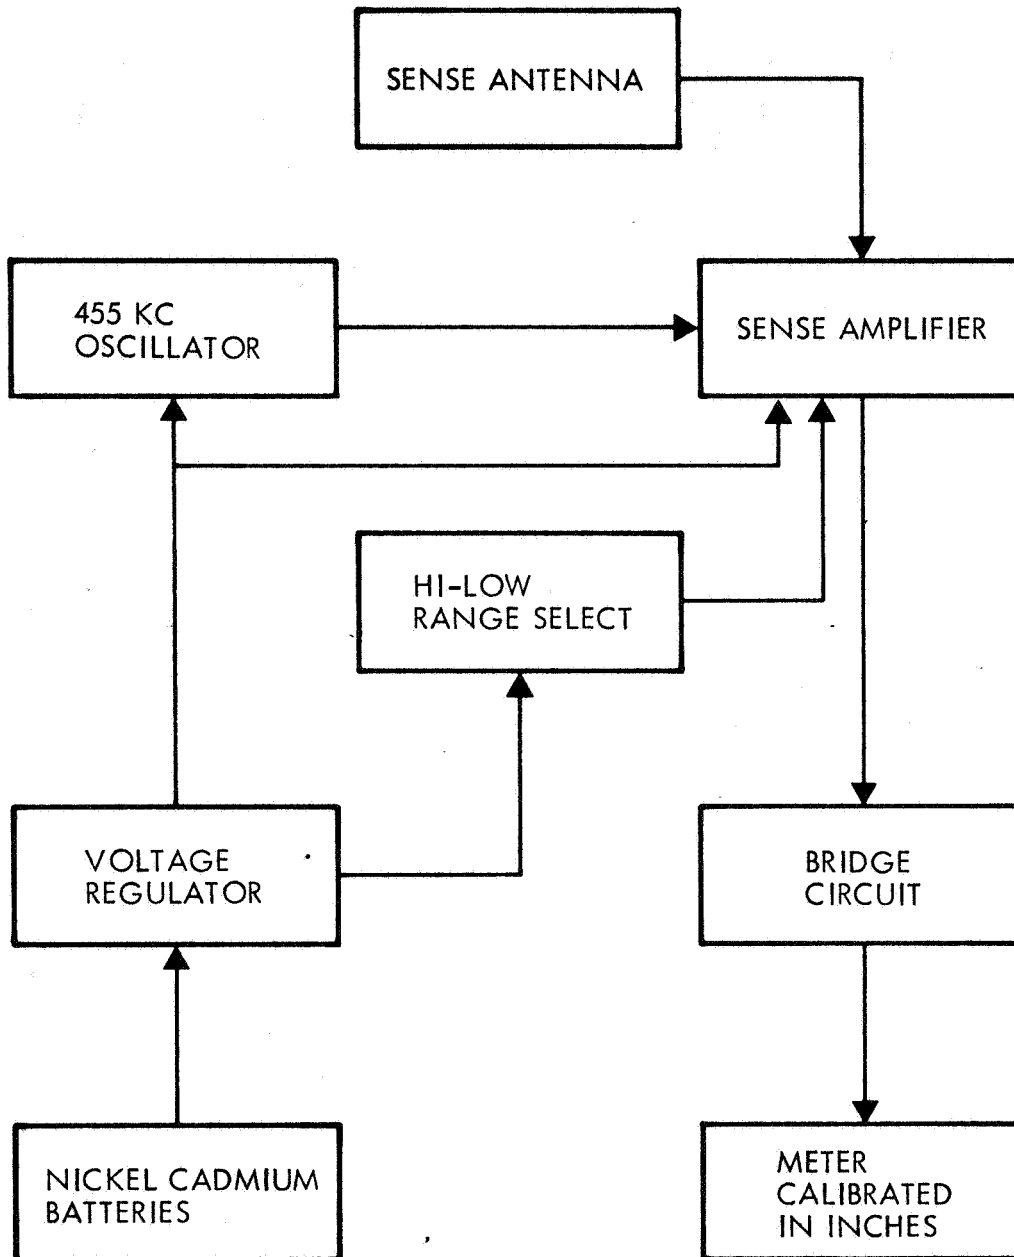 SENSE ANTENNA
455 KC
OSCILLATOR
SENSE AMPLIFIER
HI-LOW
RANGE SELECT
VOLTAGE
REGULATOR
BRIDGE
CIRCUIT
NICKEL CADMIUM
BATTERIES
METER
CALIBRATED
IN INCHES